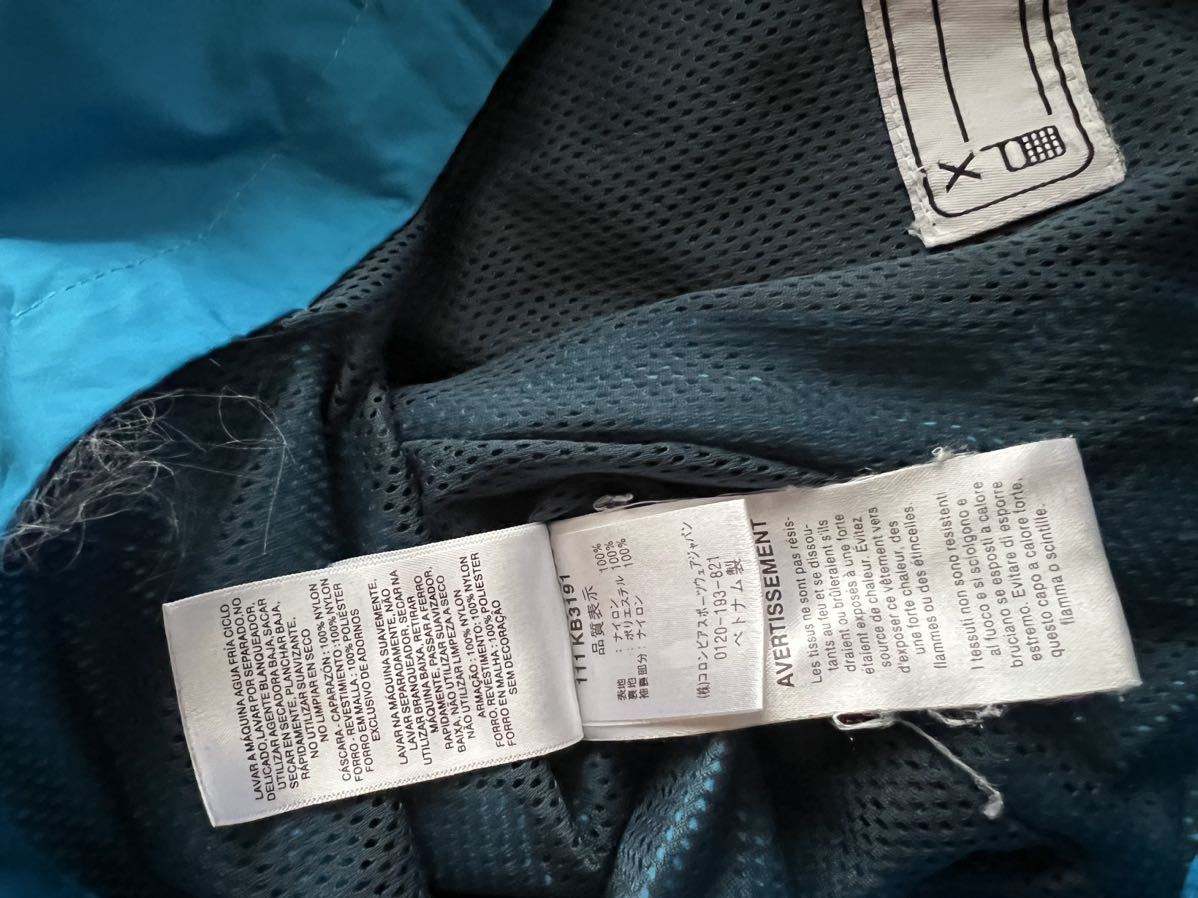 LAVAR A MÁQUINA AGUA FRÍA CICLO
DELICADO. LAVAR POR SEPARADO NO
UTILIZAR AGENTE BLANQUEADOR,
SECAR EN SECADORA BAJA, SACAR
RAPIDAMENTE. PLANCHAR BAJA.
NO UTILIZAR SUAVIZANTE.
NO LIMPIAR EN SECO
CÁSCARA - CAPARAZÓN: 100% NYLON
FORRO - REVESTIMIENTO: 100% NYLON
FORRO EN MALLA : 100% POLIÉSTER
EXCLUSIVO DE ADORNOS
LAVAR NA MÁQUINA SUAVEMENTE.
LAVAR SEPARADAMENTE. NÃO
UTILIZAR BRANQUEADOR, SECAR NA
MÁQUINA BAIXA, RETIRAR
RAPIDAMENTE. PASSAR A FERRO
BAIXA. NÃO UTILIZAR SUAVIZADOR.
NÃO UTILIZAR LIMPEZA A SECO
ARMAÇÃO : 100% NYLON
FORRO, REVESTIMENTO: 100% NYLON
FORRO EM MALHA : 100% POLIESTER
SEM DECORAÇÃO
111 KB3191
品質表示
表地 : ナイロン 100%
裏地 : ポリエステル 100%
補強部分 : ナイロン 100%
(株)コロンビアスポーツウェアジャパン
0120-193-821
ベトナム製
AVERTISSEMENT
Les tissus ne sont pas résis-
tants au feu et se dissou-
draient ou brûleraient s'ils
étaient exposés à une forte
source de chaleur. Évitez
d'exposer ce vêtement vers
une forte chaleur, des
flammes ou des étincelles.
I tessuti non sono resistenti
al fuoco e si sciolgono e
bruciano se esposti a calore
estremo. Evitare di esporre
questo capo a calore forte,
fiamma o scintille.